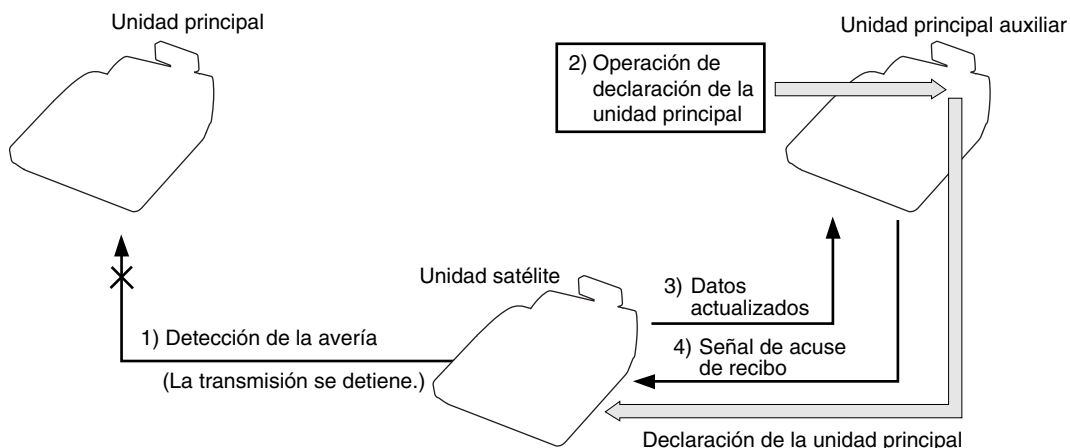 Unidad principal
Unidad principal auxiliar
2) Operación de
declaración de la
unidad principal
Unidad satélite
3) Datos
actualizados
1) Detección de la avería
(La transmisión se detiene.)
4) Señal de acuse
de recibo
Declaración de la unidad principal